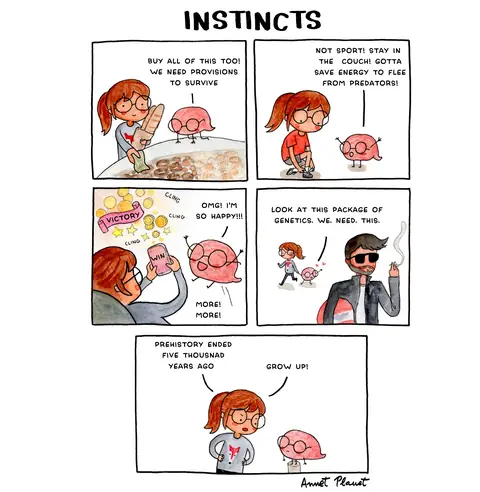 INSTINCTS
BUY ALL OF THIS TOO!
WE NEED PROVISIONS
TO SURVIVE
NOT SPORT! STAY IN
THE COUCH! GOTTA
SAVE ENERGY TO FLEE
FROM PREDATORS!
CLING
CLING
VICTORY
CLING
WIN
OMG! I'M
SO HAPPY!!!
MORE!
MORE!
LOOK AT THIS PACKAGE OF
GENETICS. WE. NEED. THIS.
PREHISTORY ENDED
FIVE THOUSNAD
YEARS AGO
GROW UP!
Annet Planet